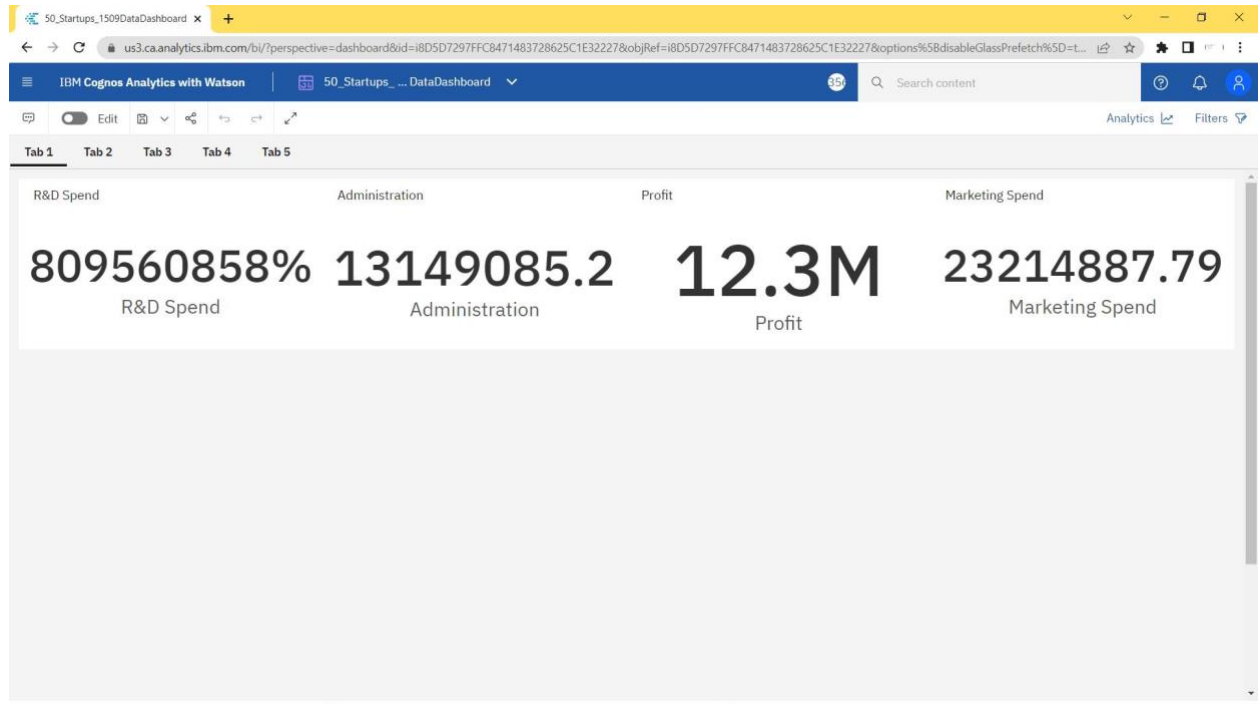 50_Startups_1509DataDashboard
us3.ca.analytics.ibm.com/bi/?perspective=dashboard&id=i8D5D7297FFC8471483728625C1E32227&objRef=i8D5D7297FFC8471483728625C1E32227&options%5BdisableGlassPrefetch%5D=t...
IBM Cognos Analytics with Watson 50_Startups_ ... DataDashboard Search content
Edit Analytics Filters
Tab 1 Tab 2 Tab 3 Tab 4 Tab 5
R&D Spend Administration Profit Marketing Spend
809560858% 13149085.2 12.3M 23214887.79
R&D Spend Administration Profit Marketing Spend